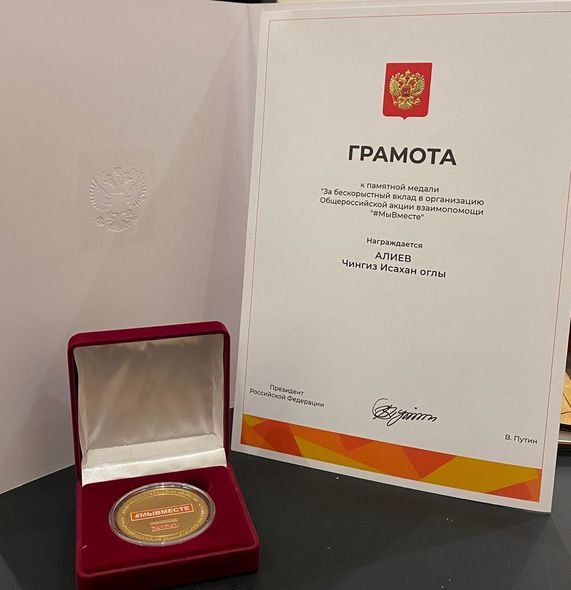 ГРАМОТА
к памятной медали
"За бескорыстный вклад в организацию
Общероссийской акции взаимопомощи
"#МыВместе"
Награждается
АЛИЕВ
Чингиз Исахан оглы
Президент
Российской Федерации
В. Путин
#МЫВМЕСТЕ